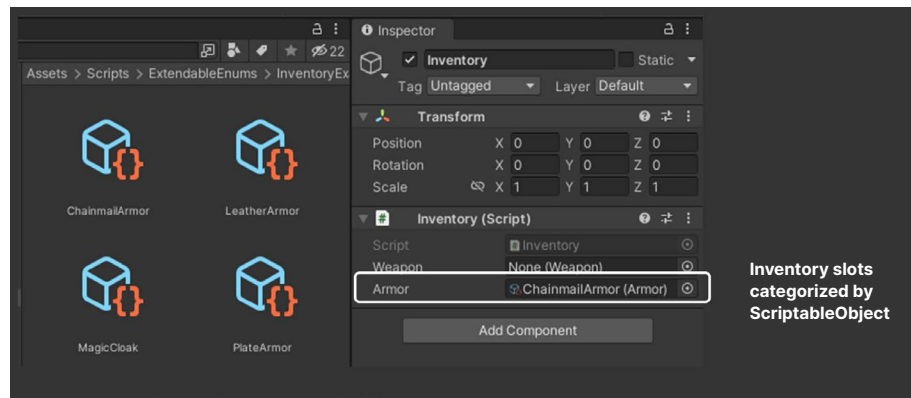 22
Assets > Scripts > ExtendableEnums > InventoryEx
ChainmailArmor
LeatherArmor
MagicCloak
PlateArmor
Inspector
Inventory
Static
Tag Untagged Layer Default
Transform
Position X 0 Y 0 Z 0
Rotation X 0 Y 0 Z 0
Scale X 1 Y 1 Z 1
# Inventory (Script)
Script # Inventory
Weapon None (Weapon)
Armor ChainmailArmor (Armor)
Add Component
Inventory slots
categorized by
ScriptableObject